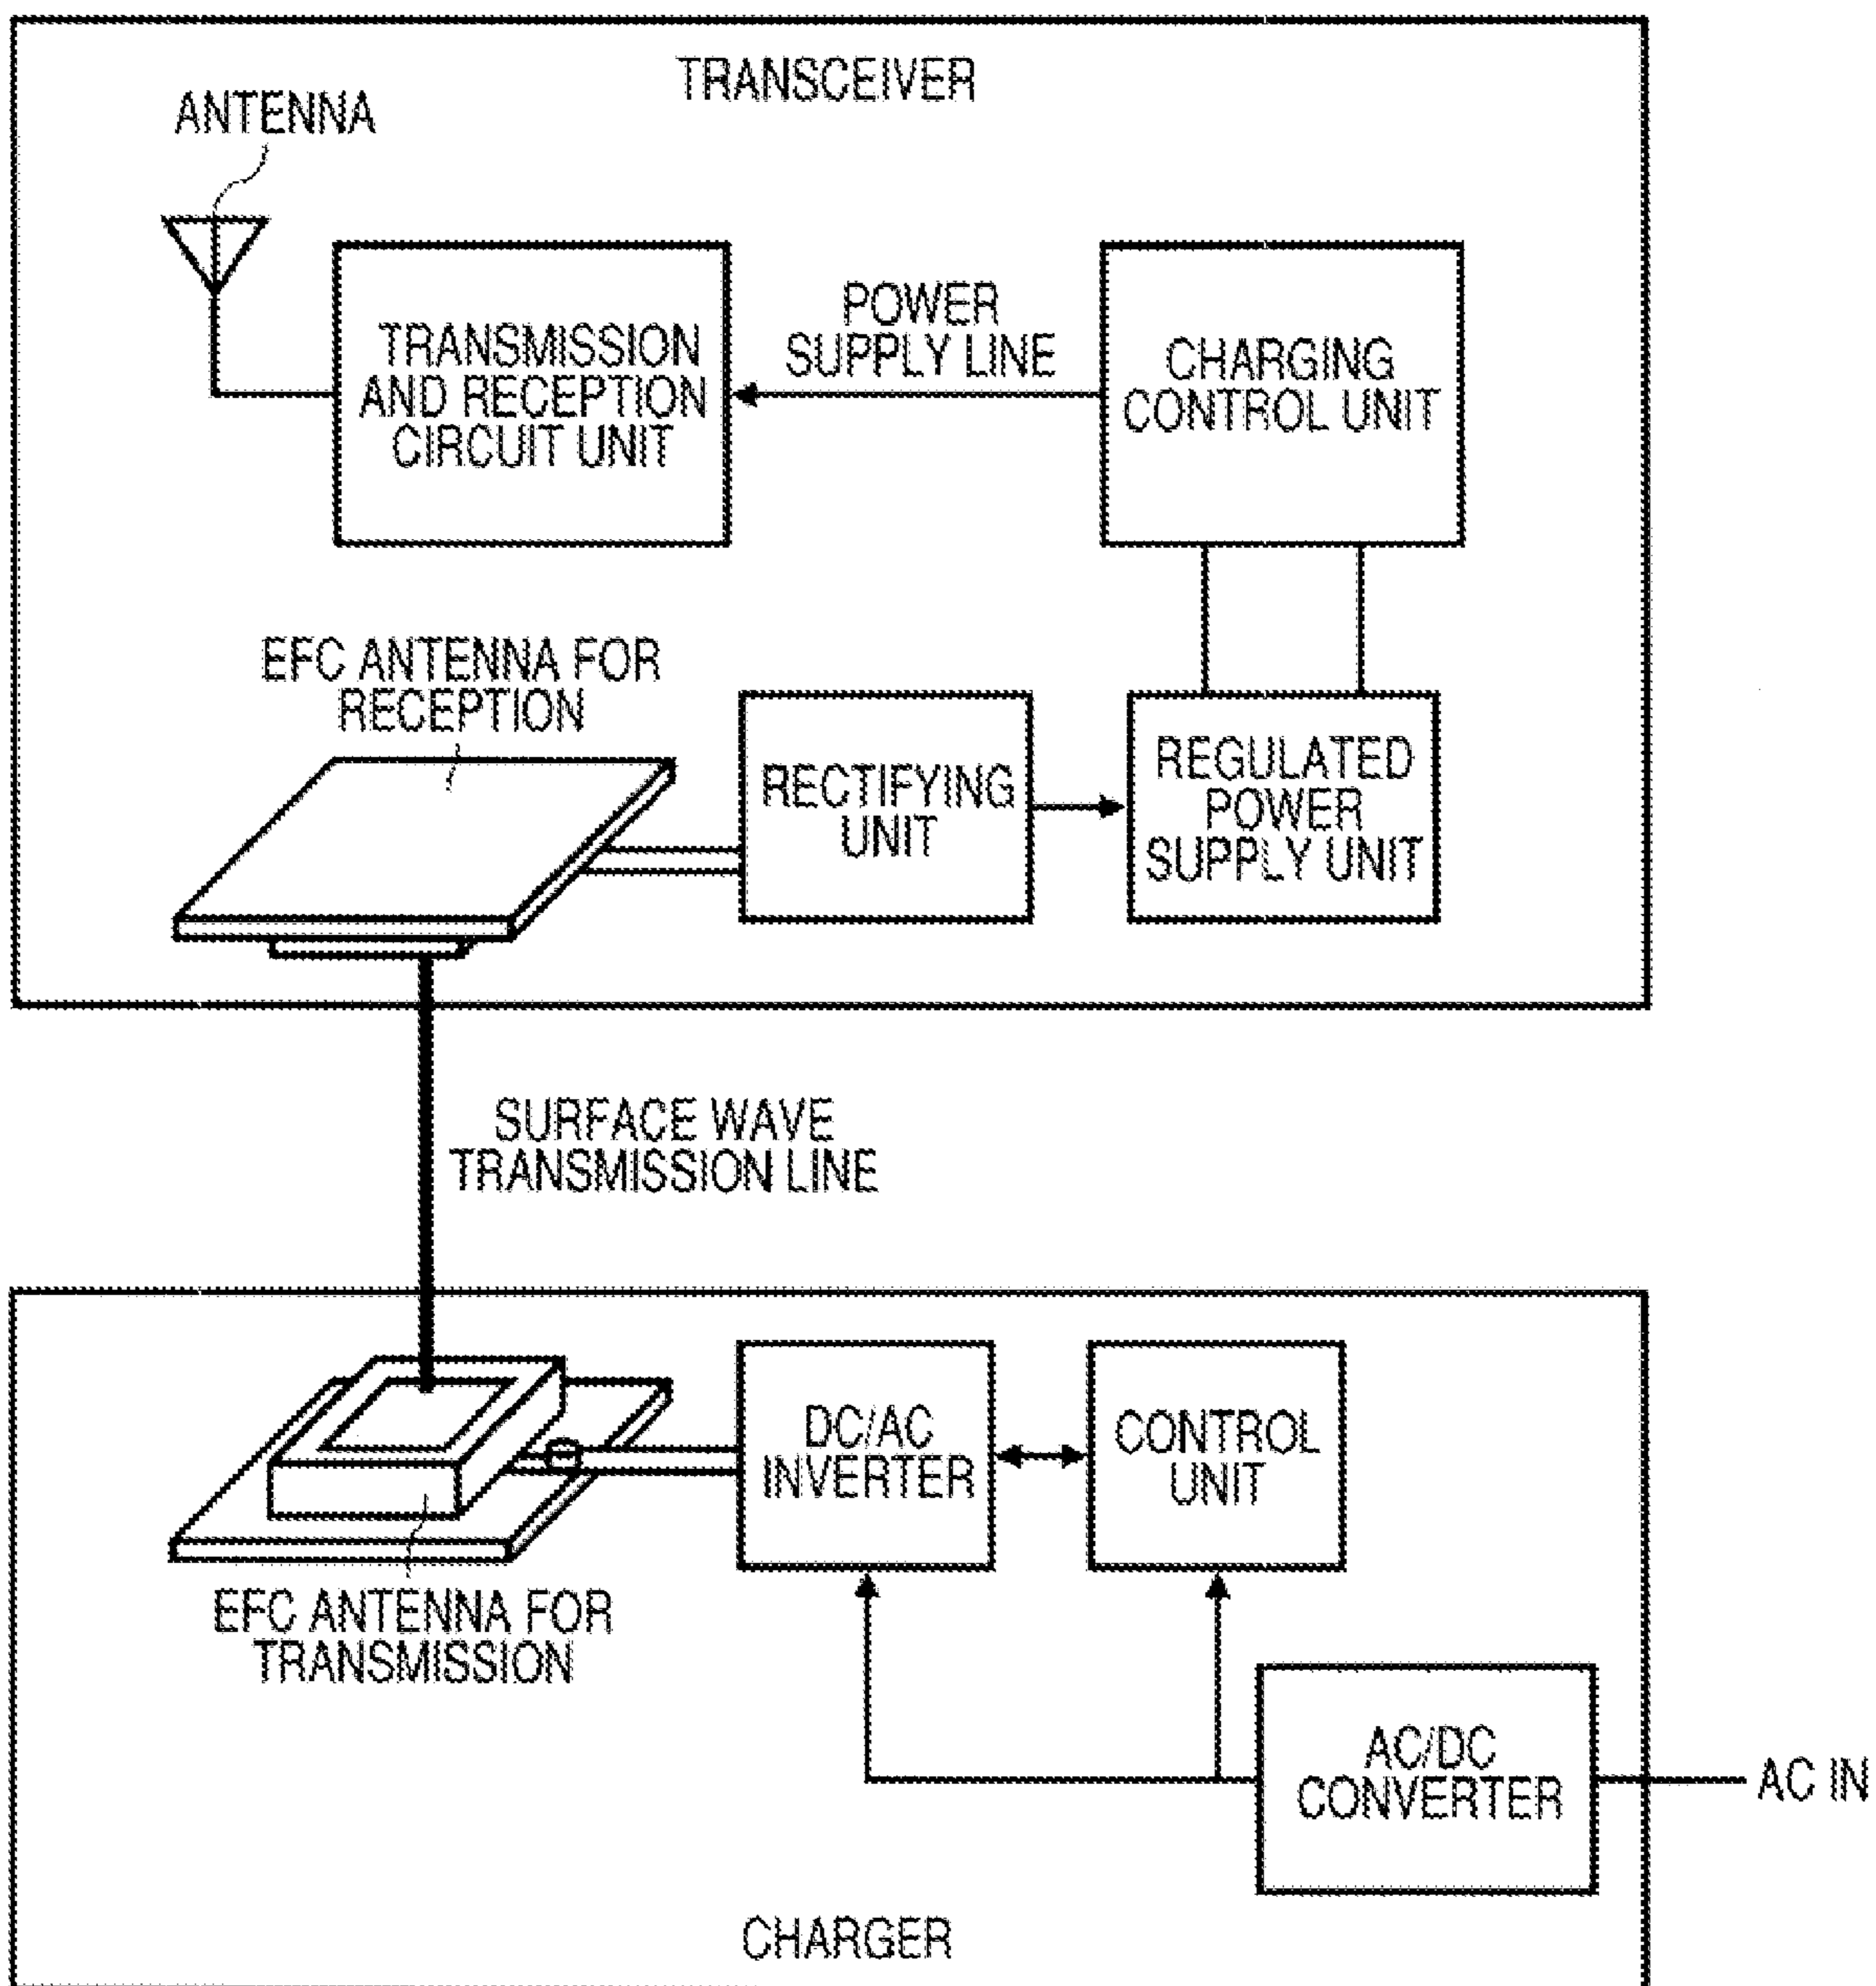 TRANSCEIVER
ANTENNA
TRANSMISSION
AND RECEPTION
CIRCUIT UNIT
POWER
SUPPLY LINE
CHARGING
CONTROL UNIT
EFC ANTENNA FOR
RECEPTION
RECTIFYING
UNIT
REGULATED
POWER
SUPPLY UNIT
SURFACE WAVE
TRANSMISSION LINE
DC/AC
INVERTER
CONTROL
UNIT
EFC ANTENNA FOR
TRANSMISSION
AC/DC
CONVERTER
AC IN
CHARGER